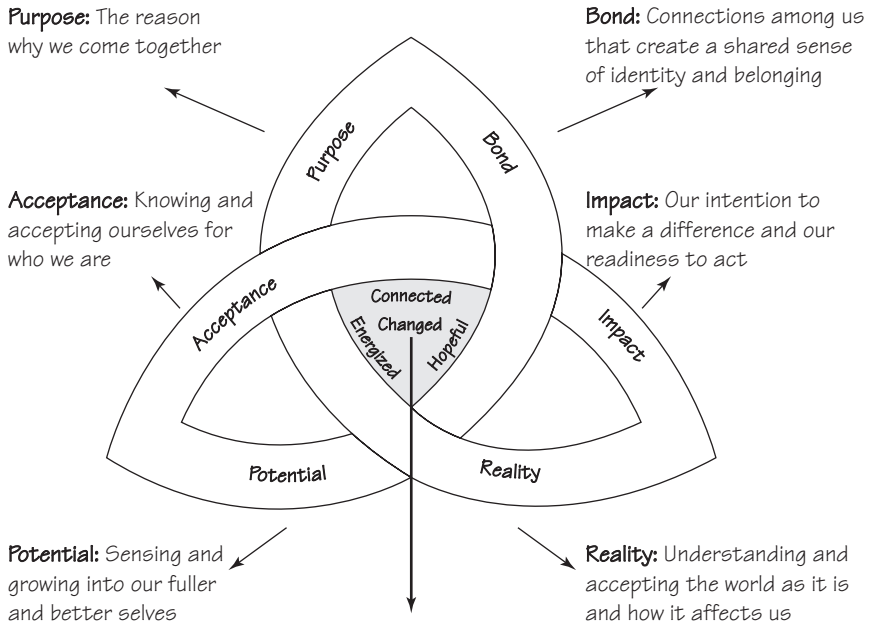 Purpose: The reason
why we come together
Bond: Connections among us
that create a shared sense
of identity and belonging
Purpose
Bond
Acceptance: Knowing and
accepting ourselves for
who we are
Impact: Our intention to
make a difference and our
readiness to act
Acceptance
Connected
Changed
Energized
Hopeful
Impact
Potential
Reality
Potential: Sensing and
growing into our fuller
and better selves
Reality: Understanding and
accepting the world as it is
and how it affects us